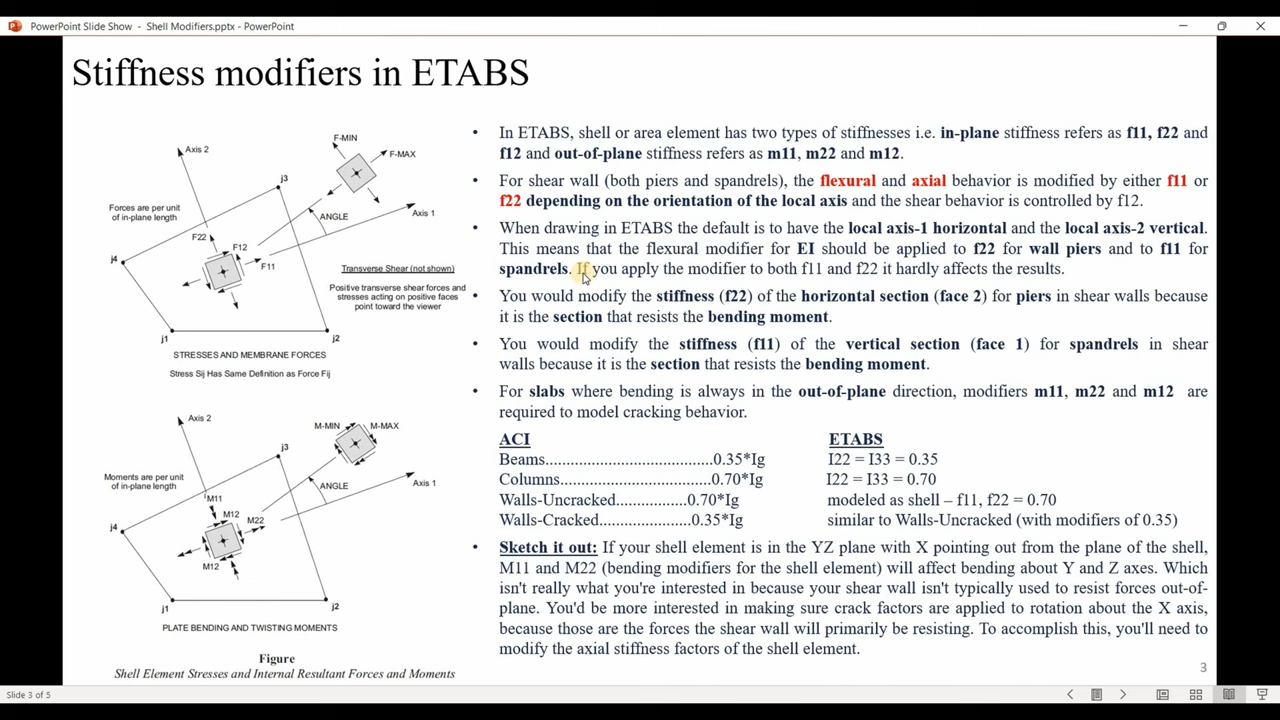 PowerPoint Slide Show - Shell Modifiers.pptx - PowerPoint
Stiffness modifiers in ETABS
Axis 2
F-MIN
F-MAX
j3
Forces are per unit
of in-plane length
ANGLE
Axis 1
F22
F12
F11
j4
Transverse Shear (not shown)
Positive transverse shear forces and
stresses acting on positive faces
point toward the viewer
j1
j2
STRESSES AND MEMBRANE FORCES
Stress Sij Has Same Definition as Force Fij
Axis 2
M-MIN
M-MAX
j3
Moments are per unit
of in-plane length
ANGLE
Axis 1
M11
M12
M22
j4
M12
j1
j2
PLATE BENDING AND TWISTING MOMENTS
Figure
Shell Element Stresses and Internal Resultant Forces and Moments
• In ETABS, shell or area element has two types of stiffnesses i.e. in-plane stiffness refers as f11, f22 and
f12 and out-of-plane stiffness refers as m11, m22 and m12.
• For shear wall (both piers and spandrels), the flexural and axial behavior is modified by either f11 or
f22 depending on the orientation of the local axis and the shear behavior is controlled by f12.
• When drawing in ETABS the default is to have the local axis-1 horizontal and the local axis-2 vertical.
This means that the flexural modifier for EI should be applied to f22 for wall piers and to f11 for
spandrels. If you apply the modifier to both f11 and f22 it hardly affects the results.
• You would modify the stiffness (f22) of the horizontal section (face 2) for piers in shear walls because
it is the section that resists the bending moment.
• You would modify the stiffness (f11) of the vertical section (face 1) for spandrels in shear
walls because it is the section that resists the bending moment.
• For slabs where bending is always in the out-of-plane direction, modifiers m11, m22 and m12 are
required to model cracking behavior.
ACI ETABS
Beams.....................................0.35*Ig I22 = I33 = 0.35
Columns.................................0.70*Ig I22 = I33 = 0.70
Walls-Uncracked................0.70*Ig modeled as shell – f11, f22 = 0.70
Walls-Cracked....................0.35*Ig similar to Walls-Uncracked (with modifiers of 0.35)
• Sketch it out: If your shell element is in the YZ plane with X pointing out from the plane of the shell,
M11 and M22 (bending modifiers for the shell element) will affect bending about Y and Z axes. Which
isn't really what you're interested in because your shear wall isn't typically used to resist forces out-of-
plane. You'd be more interested in making sure crack factors are applied to rotation about the X axis,
because those are the forces the shear wall will primarily be resisting. To accomplish this, you'll need to
modify the axial stiffness factors of the shell element.
3
Slide 3 of 5